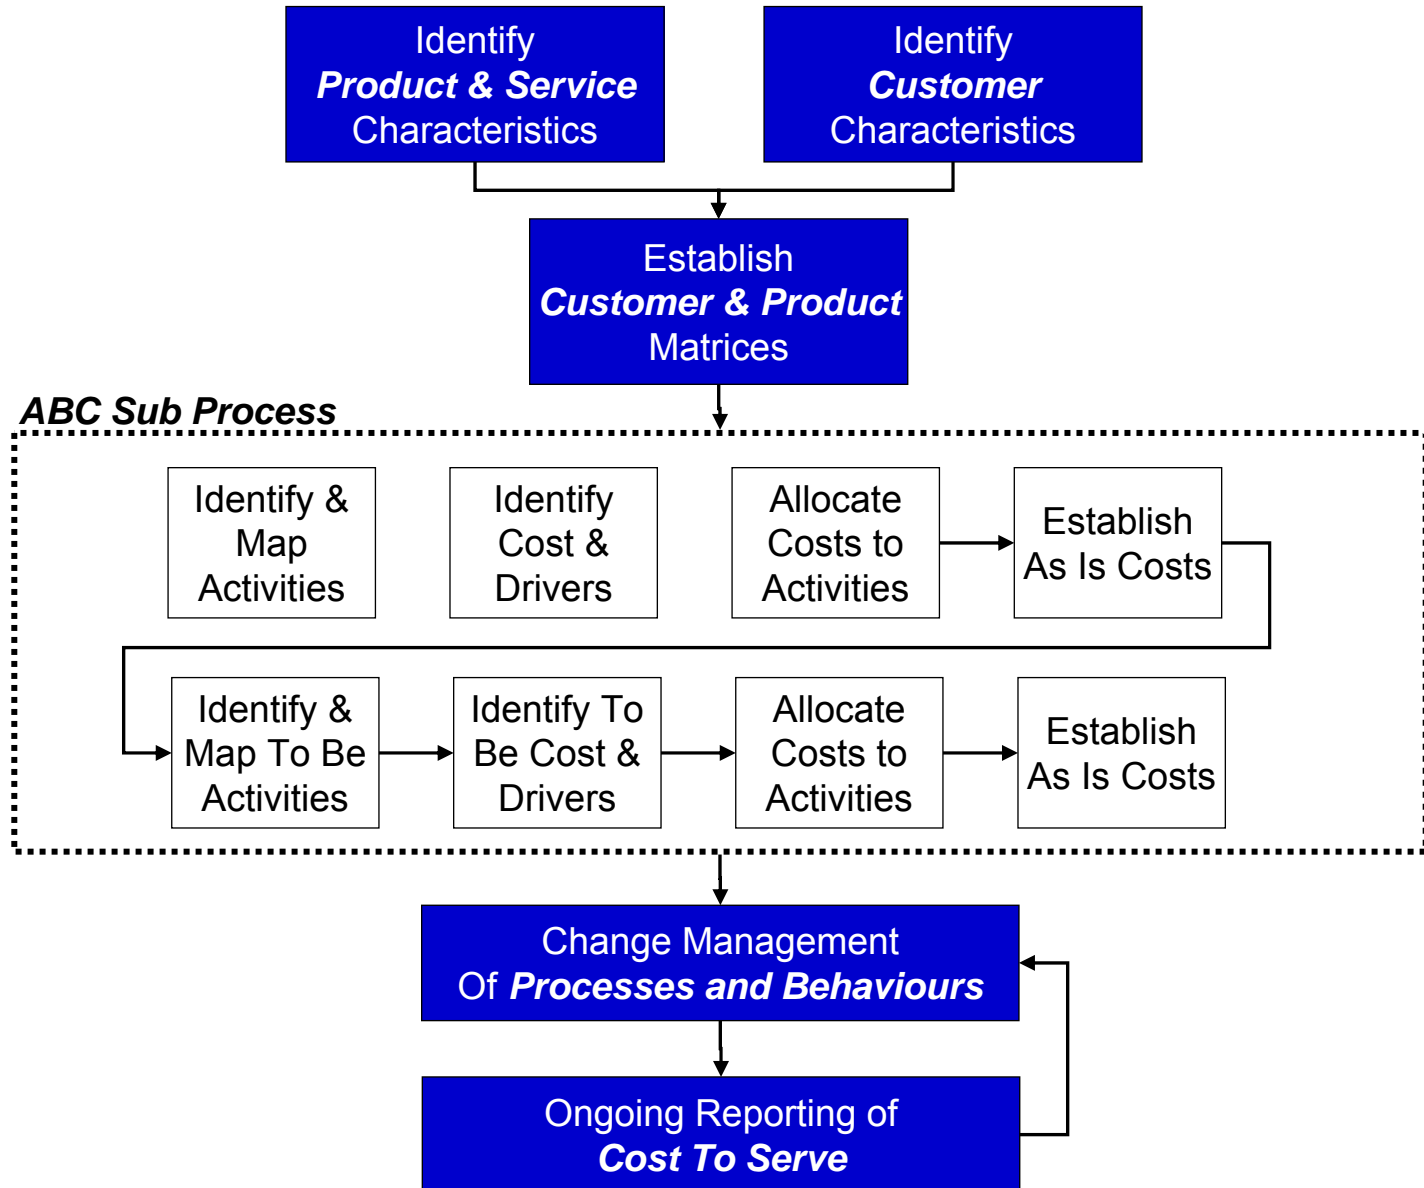 Identify
Product & Service
Characteristics
Identify
Customer
Characteristics
Establish
Customer & Product
Matrices
ABC Sub Process
Identify &
Map
Activities
Identify
Cost &
Drivers
Allocate
Costs to
Activities
Establish
As Is Costs
Identify &
Map To Be
Activities
Identify To
Be Cost &
Drivers
Allocate
Costs to
Activities
Establish
As Is Costs
Change Management
Of Processes and Behaviours
Ongoing Reporting of
Cost To Serve